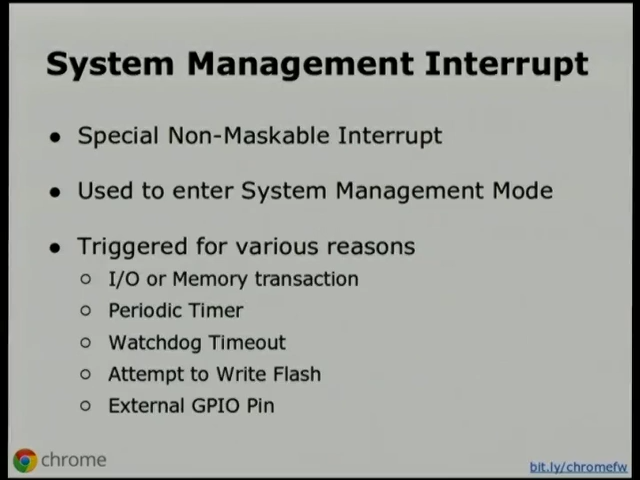 System Management Interrupt
● Special Non-Maskable Interrupt
● Used to enter System Management Mode
● Triggered for various reasons
○ I/O or Memory transaction
○ Periodic Timer
○ Watchdog Timeout
○ Attempt to Write Flash
○ External GPIO Pin
chrome
bit.ly/chromefw